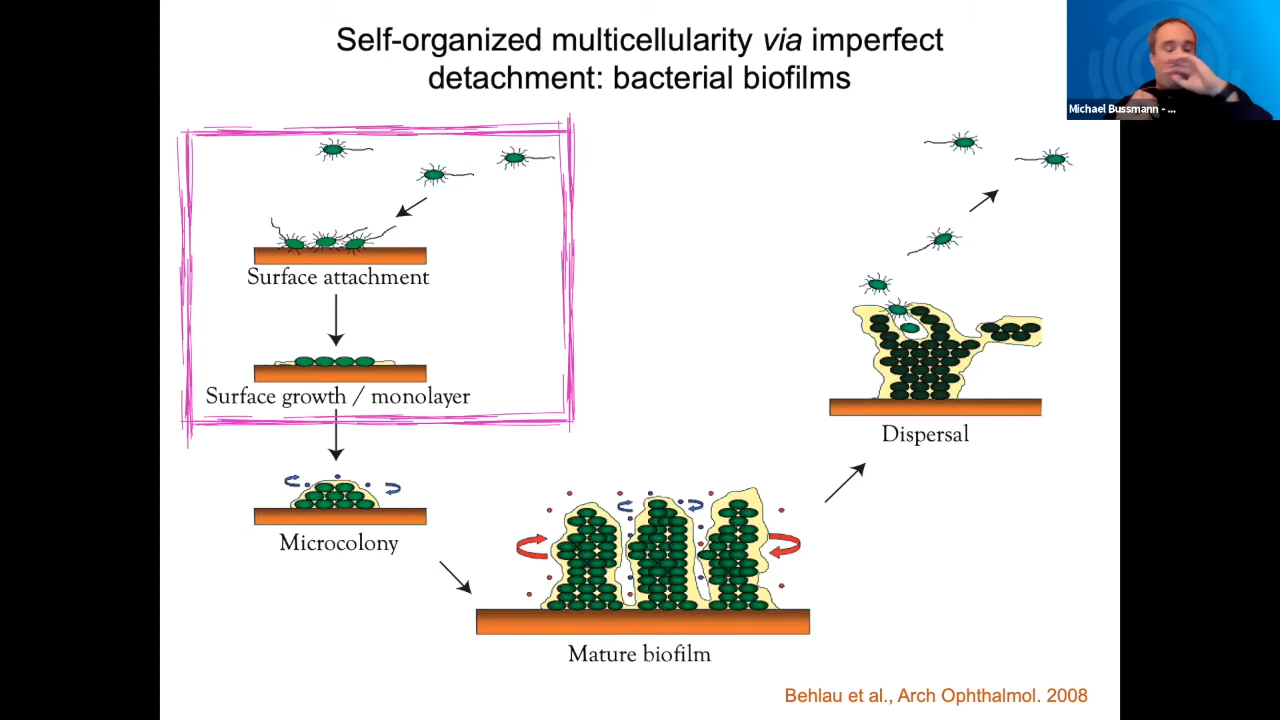 Self-organized multicellularity via imperfect
detachment: bacterial biofilms
Michael Bussmann - ...
Surface attachment
Surface growth / monolayer
Dispersal
Microcolony
Mature biofilm
Behlau et al., Arch Ophthalmol. 2008